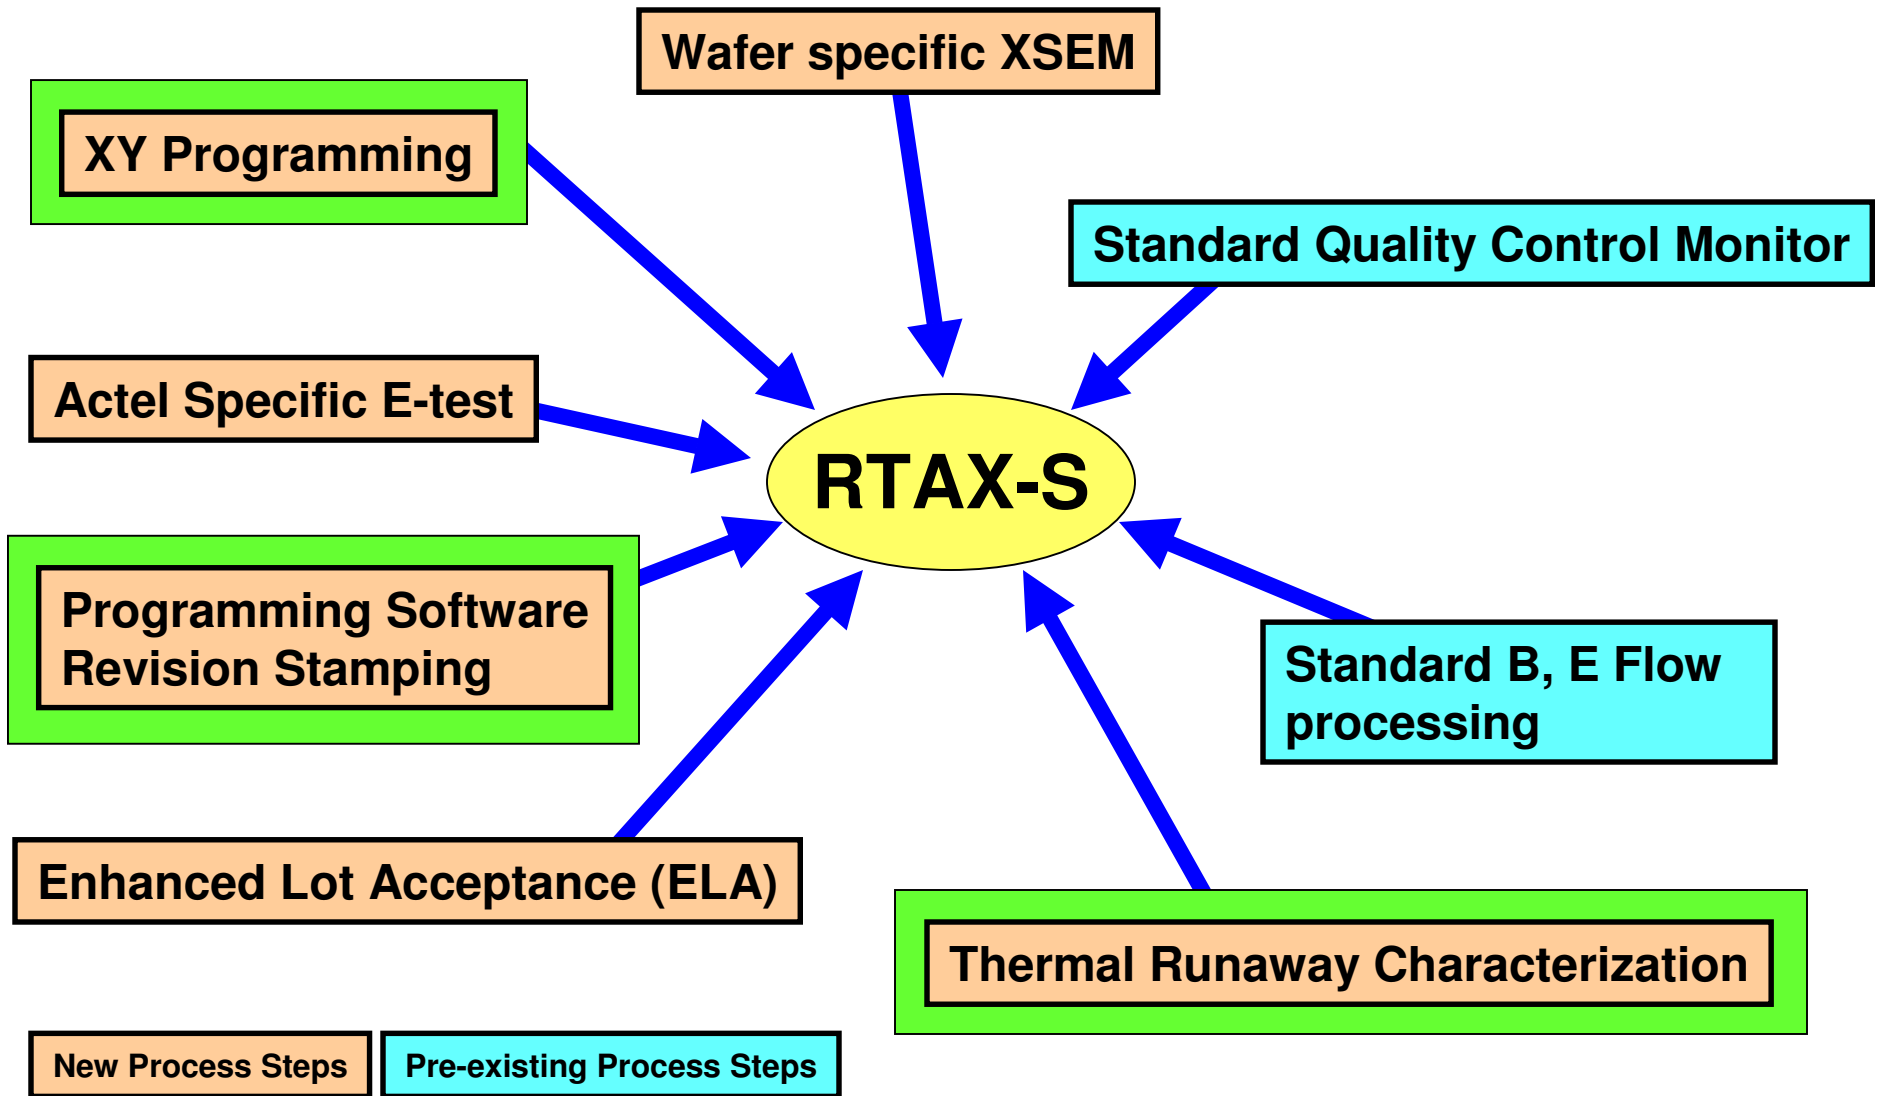 Wafer specific XSEM
XY Programming
Standard Quality Control Monitor
Actel Specific E-test
RTAX-S
Programming Software
Revision Stamping
Standard B, E Flow
processing
Enhanced Lot Acceptance (ELA)
Thermal Runaway Characterization
New Process Steps
Pre-existing Process Steps